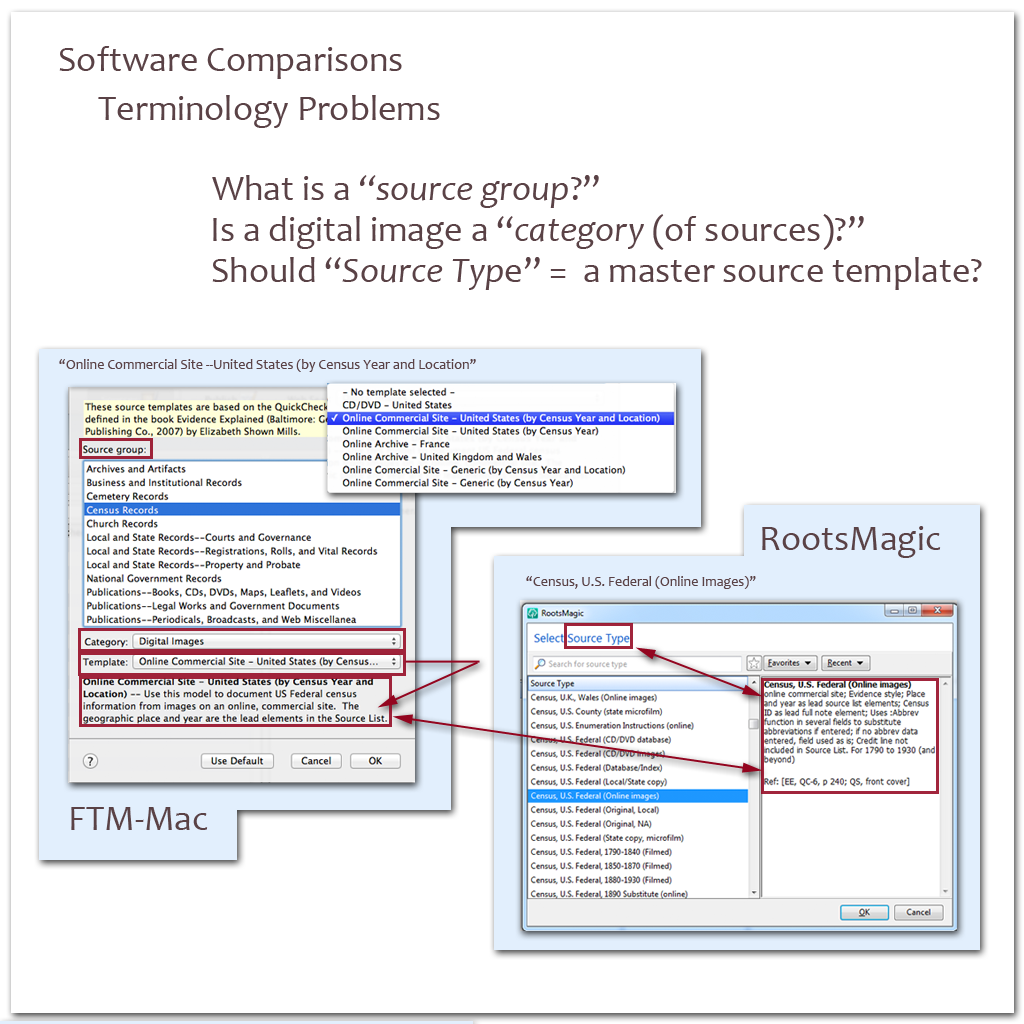 Software Comparisons
Terminology Problems
What is a “source group?”
Is a digital image a “category (of sources)?”
Should “Source Type” = a master source template?
“Online Commercial Site --United States (by Census Year and Location”
These source templates are based on the QuickCheck
defined in the book Evidence Explained (Baltimore: Ge
Publishing Co., 2007) by Elizabeth Shown Mills.
- No template selected -
CD/DVD - United States
✓ Online Commercial Site - United States (by Census Year and Location)
Online Commercial Site - United States (by Census Year)
Online Archive - France
Online Archive - United Kingdom and Wales
Online Comercial Site - Generic (by Census Year and Location)
Online Commercial Site - Generic (by Census Year)
Source group:
Archives and Artifacts
Business and Institutional Records
Cemetery Records
Census Records
Church Records
Local and State Records--Courts and Governance
Local and State Records--Registrations, Rolls, and Vital Records
Local and State Records--Property and Probate
National Government Records
Publications--Books, CDs, DVDs, Maps, Leaflets, and Videos
Publications--Legal Works and Government Documents
Publications--Periodicals, Broadcasts, and Web Miscellanea
Category: Digital Images
Template: Online Commercial Site - United States (by Census...
Online Commercial Site - United States (by Census Year and
Location) -- Use this model to document US Federal census
information from images on an online, commercial site. The
geographic place and year are the lead elements in the Source List.
? Use Default Cancel OK
FTM-Mac
RootsMagic
“Census, U.S. Federal (Online Images)”
RootsMagic
Select Source Type
Search for source type
Favorites Recent
Source Type
Census, U.K., Wales (Online images)
Census, U.S. County (state microfilm)
Census, U.S. Enumeration Instructions (online)
Census, U.S. Federal (CD/DVD database)
Census, U.S. Federal (CD/DVD images)
Census, U.S. Federal (Database/Index)
Census, U.S. Federal (Local/State copy)
Census, U.S. Federal (Online images)
Census, U.S. Federal (Original, Local)
Census, U.S. Federal (Original, NA)
Census, U.S. Federal (State copy, microfilm)
Census, U.S. Federal, 1790-1840 (Filmed)
Census, U.S. Federal, 1850-1870 (Filmed)
Census, U.S. Federal, 1880-1930 (Filmed)
Census, U.S. Federal, 1890 Substitute (online)
Census, U.S. Federal (Online images)
online commercial site; Evidence style; Place
and year as lead source list elements; Census
ID as lead full note element; Uses :Abbrev
function in several fields to substitute
abbreviations if entered; if no abbrev data
entered, field used as is; Credit line not
included in Source List. For 1790 to 1930 (and
beyond)
Ref: [EE, QC-6, p 240; QS, front cover]
OK Cancel